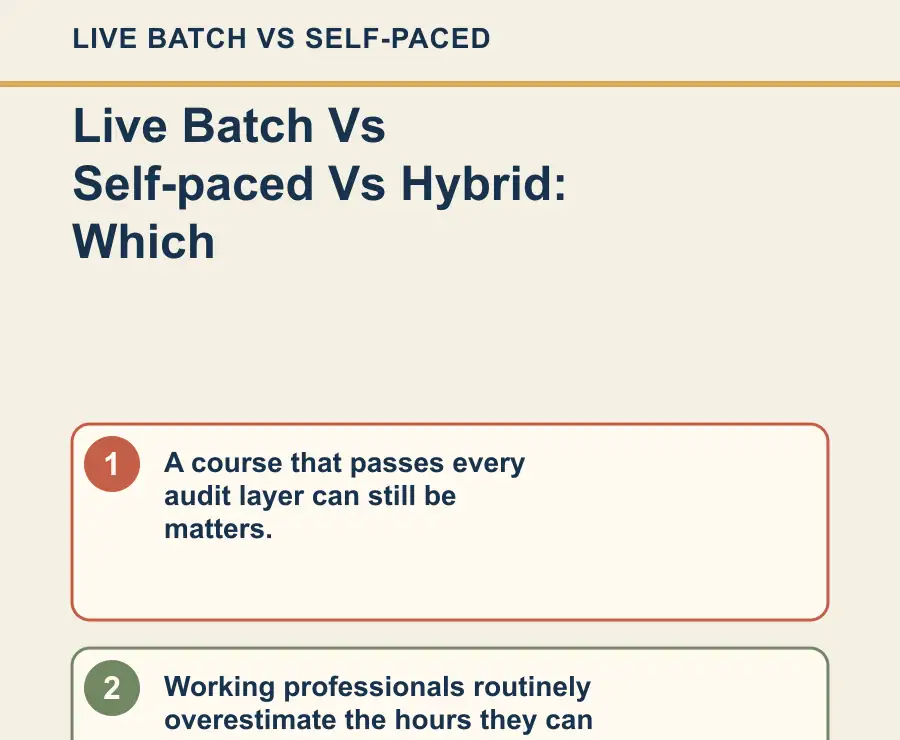 LIVE BATCH VS SELF-PACED
Live Batch Vs
Self-paced Vs Hybrid:
Which
1
A course that passes every
audit layer can still be
matters.
2
Working professionals routinely
overestimate the hours they can